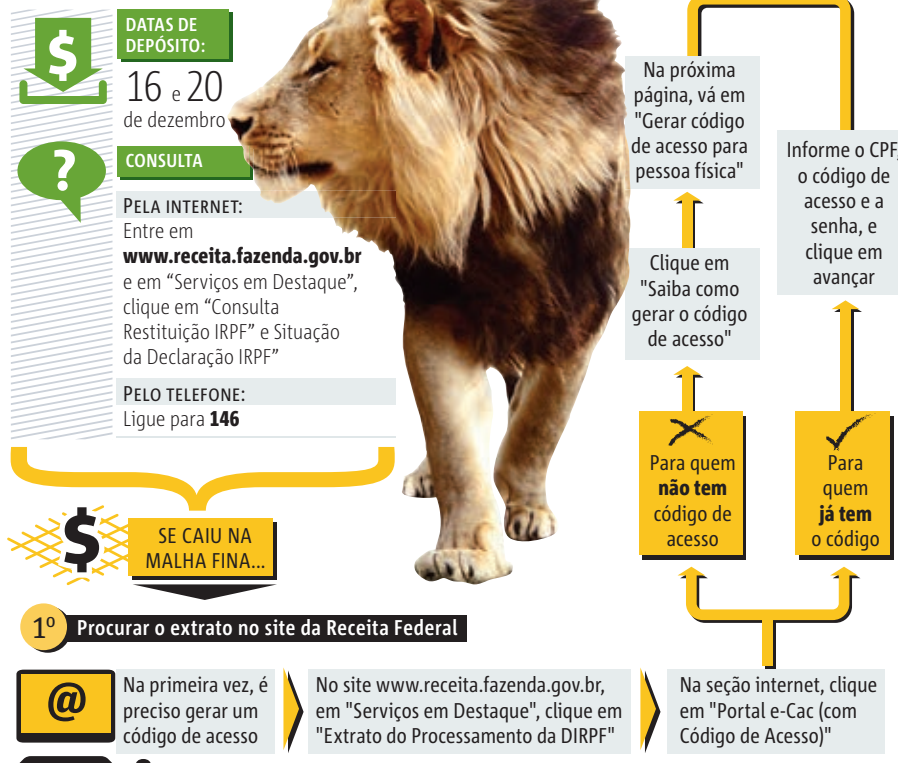 $
DATAS DE
DEPÓSITO:
16 e 20
de dezembro
?
CONSULTA
PELA INTERNET:
Entre em
www.receita.fazenda.gov.br
e em “Serviços em Destaque”,
clique em “Consulta
Restituição IRPF” e Situação
da Declaração IRPF”
PELO TELEFONE:
Ligue para 146
$
SE CAIU NA
MALHA FINA...
1º Procurar o extrato no site da Receita Federal
@
Na primeira vez, é
preciso gerar um
código de acesso
No site www.receita.fazenda.gov.br,
em "Serviços em Destaque", clique em
"Extrato do Processamento da DIRPF"
Na seção internet, clique
em "Portal e-Cac (com
Código de Acesso)"
Para quem
não tem
código de
acesso
Clique em
"Saiba como
gerar o código
de acesso"
Na próxima
página, vá em
"Gerar código
de acesso para
pessoa física"
Para
quem
já tem
o código
Informe o CPF,
o código de
acesso e a
senha, e
clique em
avançar